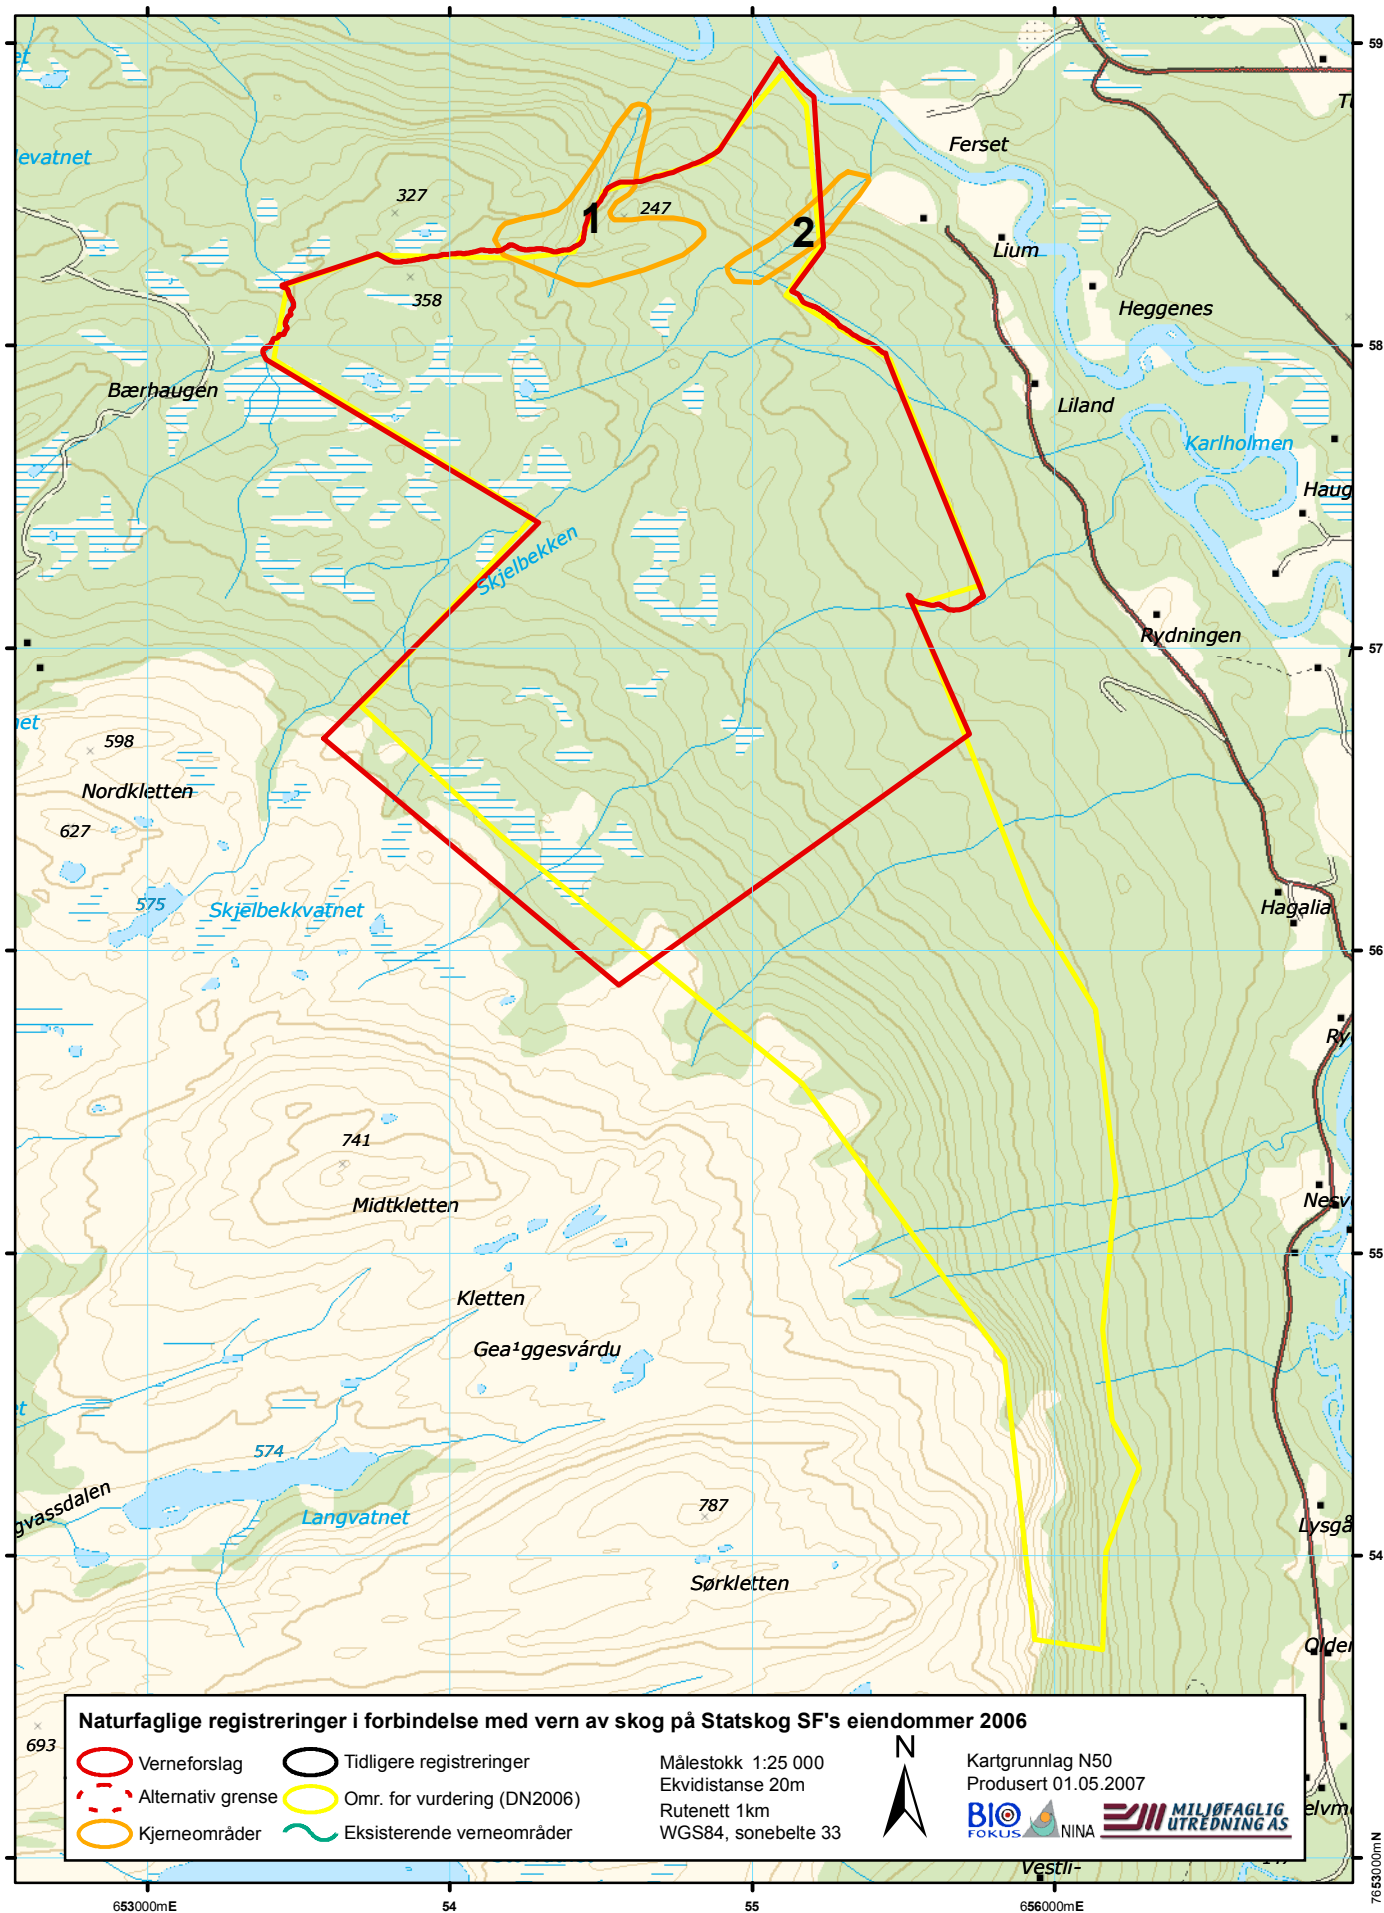 59
Ferset
levatnet
327
247
1
2
Lium
358
Heggenes
58
Bærhaugen
Liland
Karlholmen
Haug
Skjelbekken
Rydningen
57
598
Nordkletten
627
575
Skjelbekkvatnet
Hagalia
56
Ry
741
Midtkletten
Nesv
55
Kletten
Gea¹ggesvárdu
574
gvassdalen
Langvatnet
787
Lysgå
54
Sørkletten
Older
693
Naturfaglige registreringer i forbindelse med vern av skog på Statskog SF's eiendommer 2006
Verneforslag
Tidligere registreringer
Alternativ grense
Omr. for vurdering (DN2006)
Kjerneområder
Eksisterende verneområder
Målestokk 1:25 000
Ekvidistanse 20m
Rutenett 1km
WGS84, sonebelte 33
N
Kartgrunnlag N50
Produsert 01.05.2007
BIO
FOKUS
NINA
MILJØFAGLIG
UTREDNING AS
elvm
Vestli-
7653000mN
653000mE
54
55
656000mE